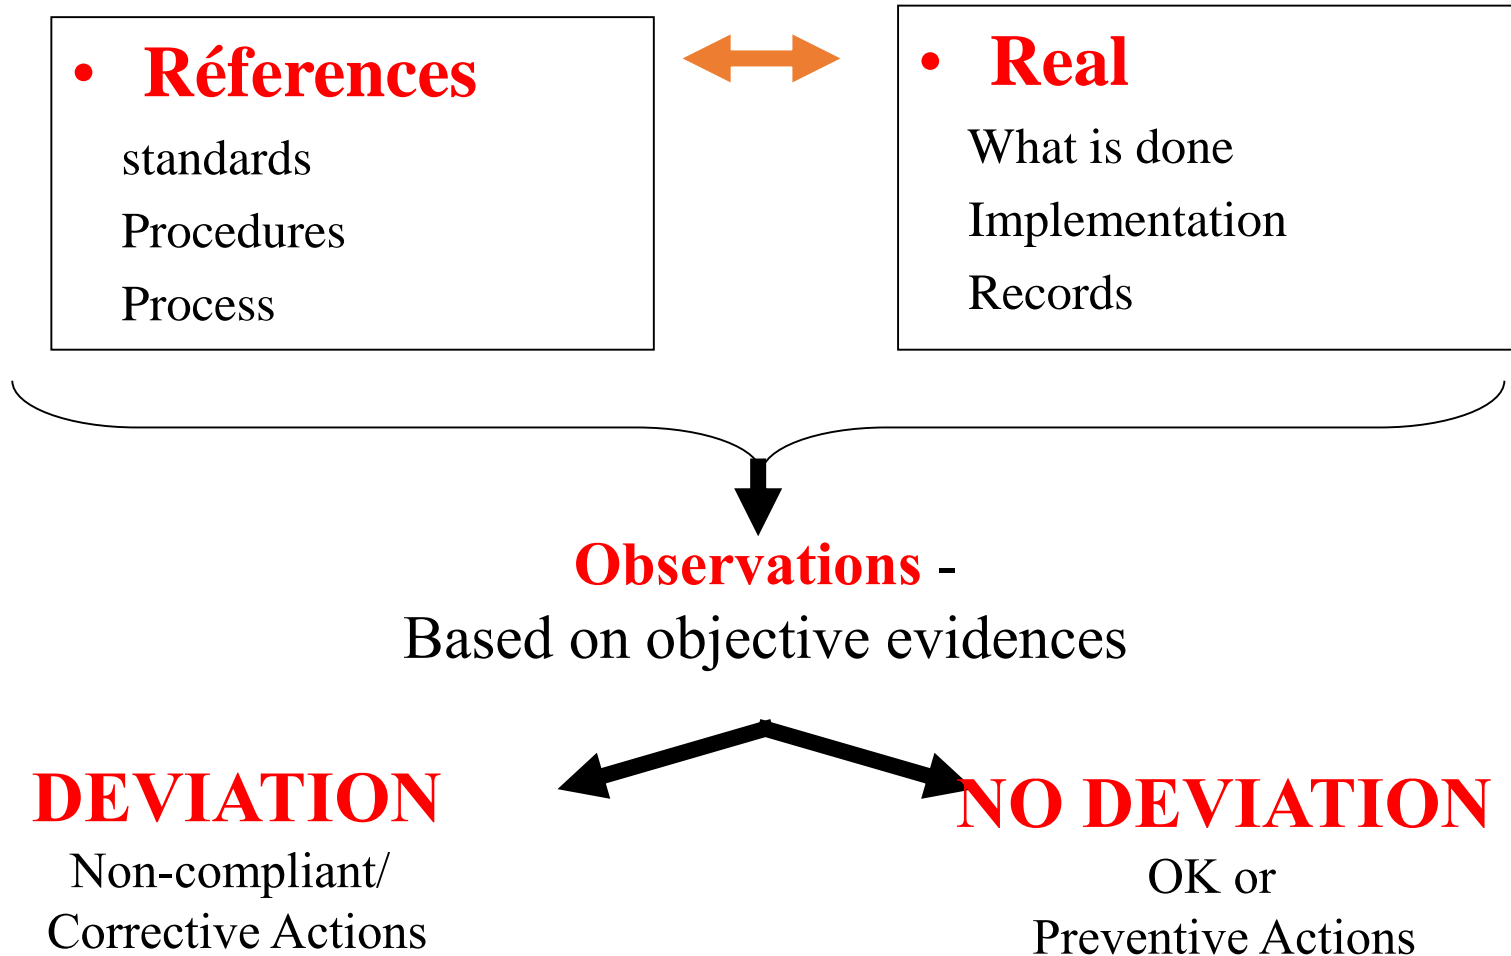 • Réferences
standards
Procedures
Process
• Real
What is done
Implementation
Records
Observations -
Based on objective evidences
DEVIATION
Non-compliant/
Corrective Actions
NO DEVIATION
OK or
Preventive Actions